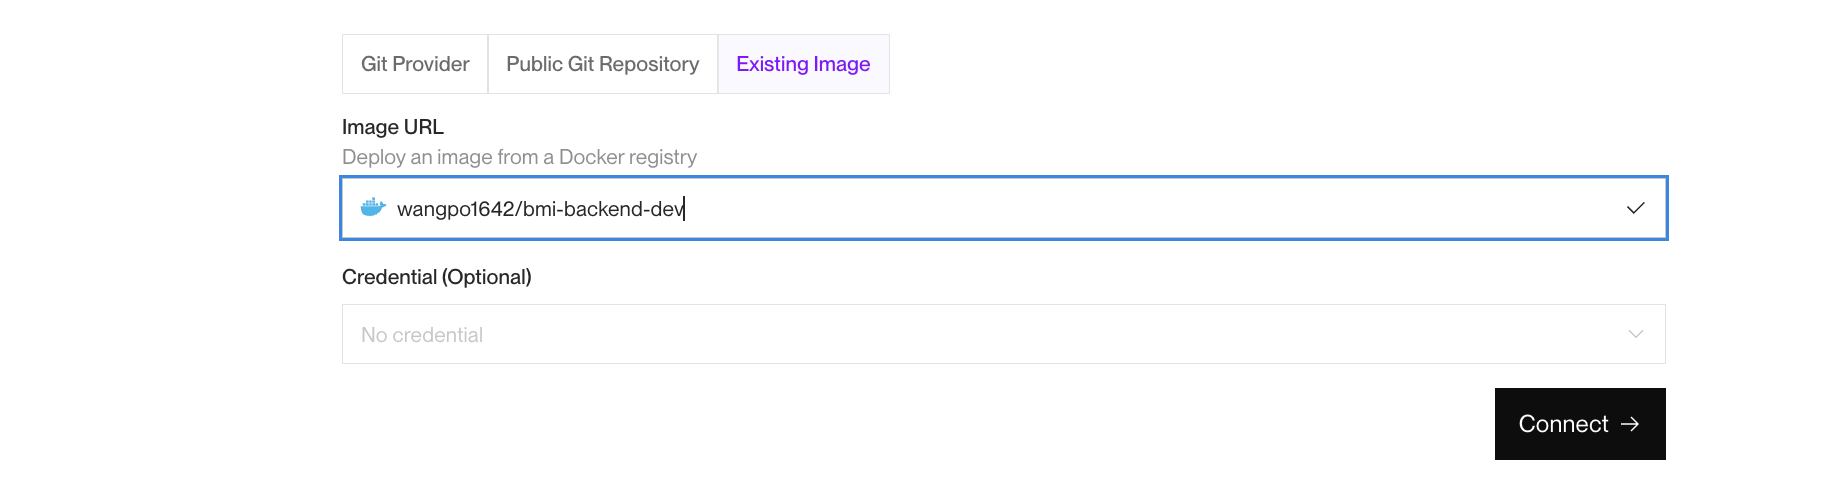 Git Provider
Public Git Repository
Existing Image
Image URL
Deploy an image from a Docker registry
wangpo1642/bmi-backend-dev
Credential (Optional)
No credential
Connect →